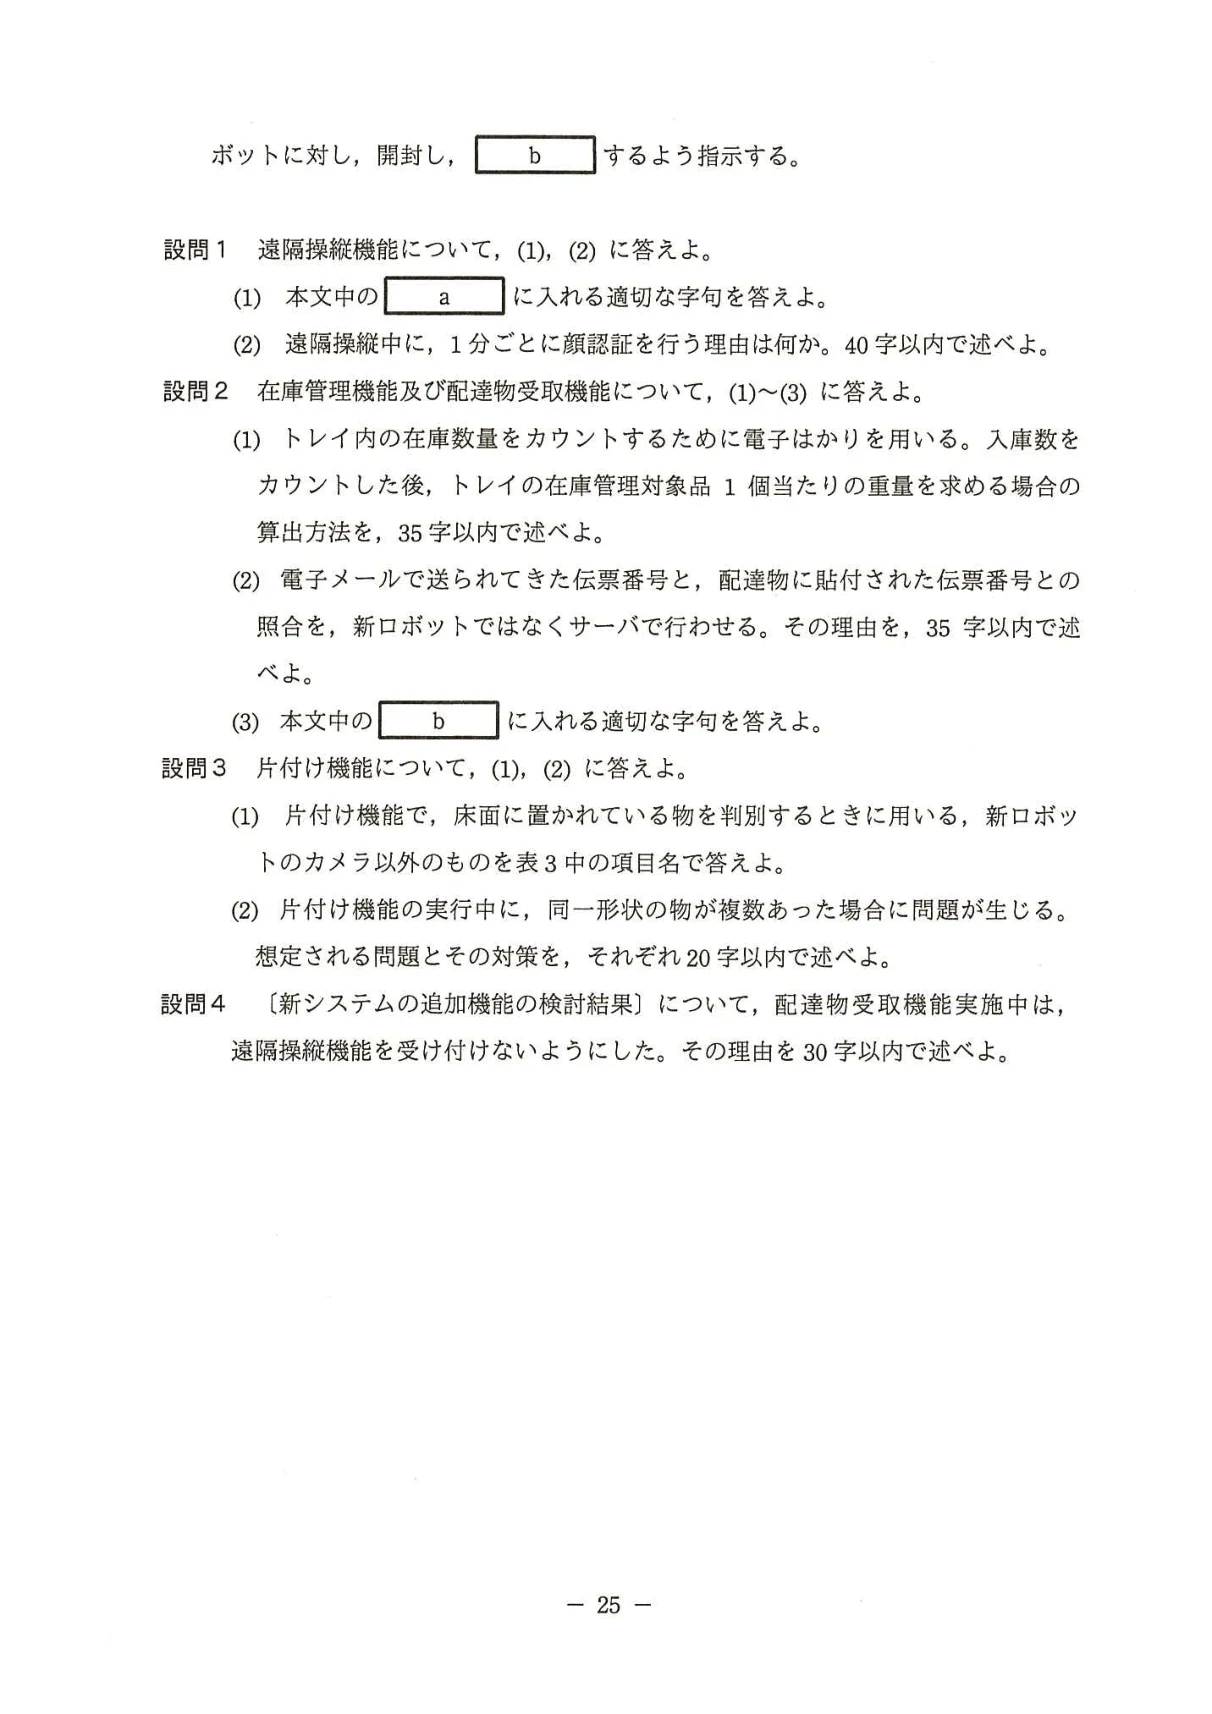 ボットに対し，開封し， b するよう指示する。
設問１ 遠隔操縦機能について，(1)，(2) に答えよ。
(1) 本文中の a に入れる適切な字句を答えよ。
(2) 遠隔操縦中に，1 分ごとに顔認証を行う理由は何か。40 字以内で述べよ。
設問２ 在庫管理機能及び配達物受取機能について，(1)～(3) に答えよ。
(1) トレイ内の在庫数量をカウントするために電子はかりを用いる。入庫数を
カウントした後，トレイの在庫管理対象品 1 個当たりの重量を求める場合の
算出方法を，35 字以内で述べよ。
(2) 電子メールで送られてきた伝票番号と，配達物に貼付された伝票番号との
照合を，新ロボットではなくサーバで行わせる。その理由を，35 字以内で述
べよ。
(3) 本文中の b に入れる適切な字句を答えよ。
設問３ 片付け機能について，(1)，(2) に答えよ。
(1) 片付け機能で，床面に置かれている物を判別するときに用いる，新ロボッ
トのカメラ以外のものを表 3 中の項目名で答えよ。
(2) 片付け機能の実行中に，同一形状の物が複数あった場合に問題が生じる。
想定される問題とその対策を，それぞれ 20 字以内で述べよ。
設問４ 〔新システムの追加機能の検討結果〕について，配達物受取機能実施中は，
遠隔操縦機能を受け付けないようにした。その理由を 30 字以内で述べよ。
－ 25 －